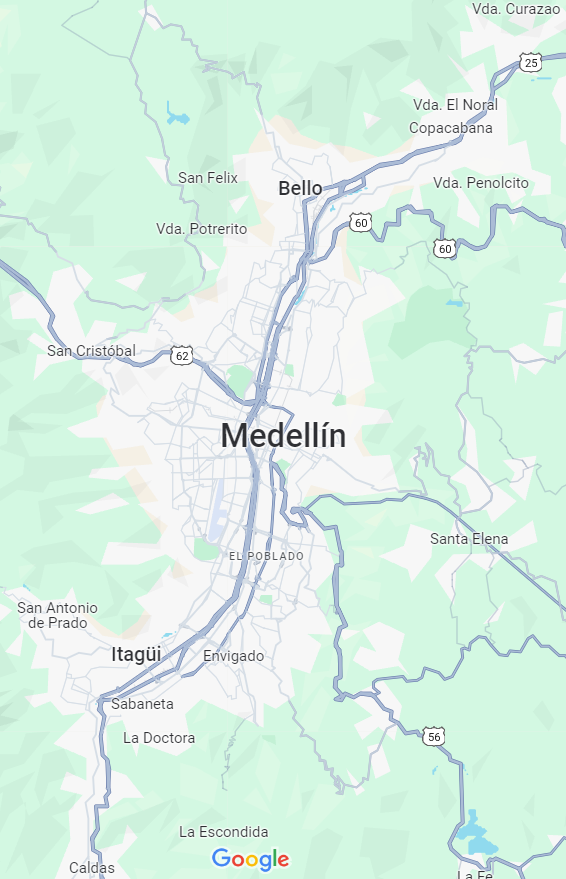 Vda. Curazao
25
Vda. El Noral
Copacabana
San Felix
Bello
Vda. Penolcito
60
Vda. Potrerito
60
San Cristóbal
62
Medellín
Santa Elena
EL POBLADO
San Antonio
de Prado
Itagüi
Envigado
Sabaneta
56
La Doctora
La Escondida
Google
Caldas
La Fe